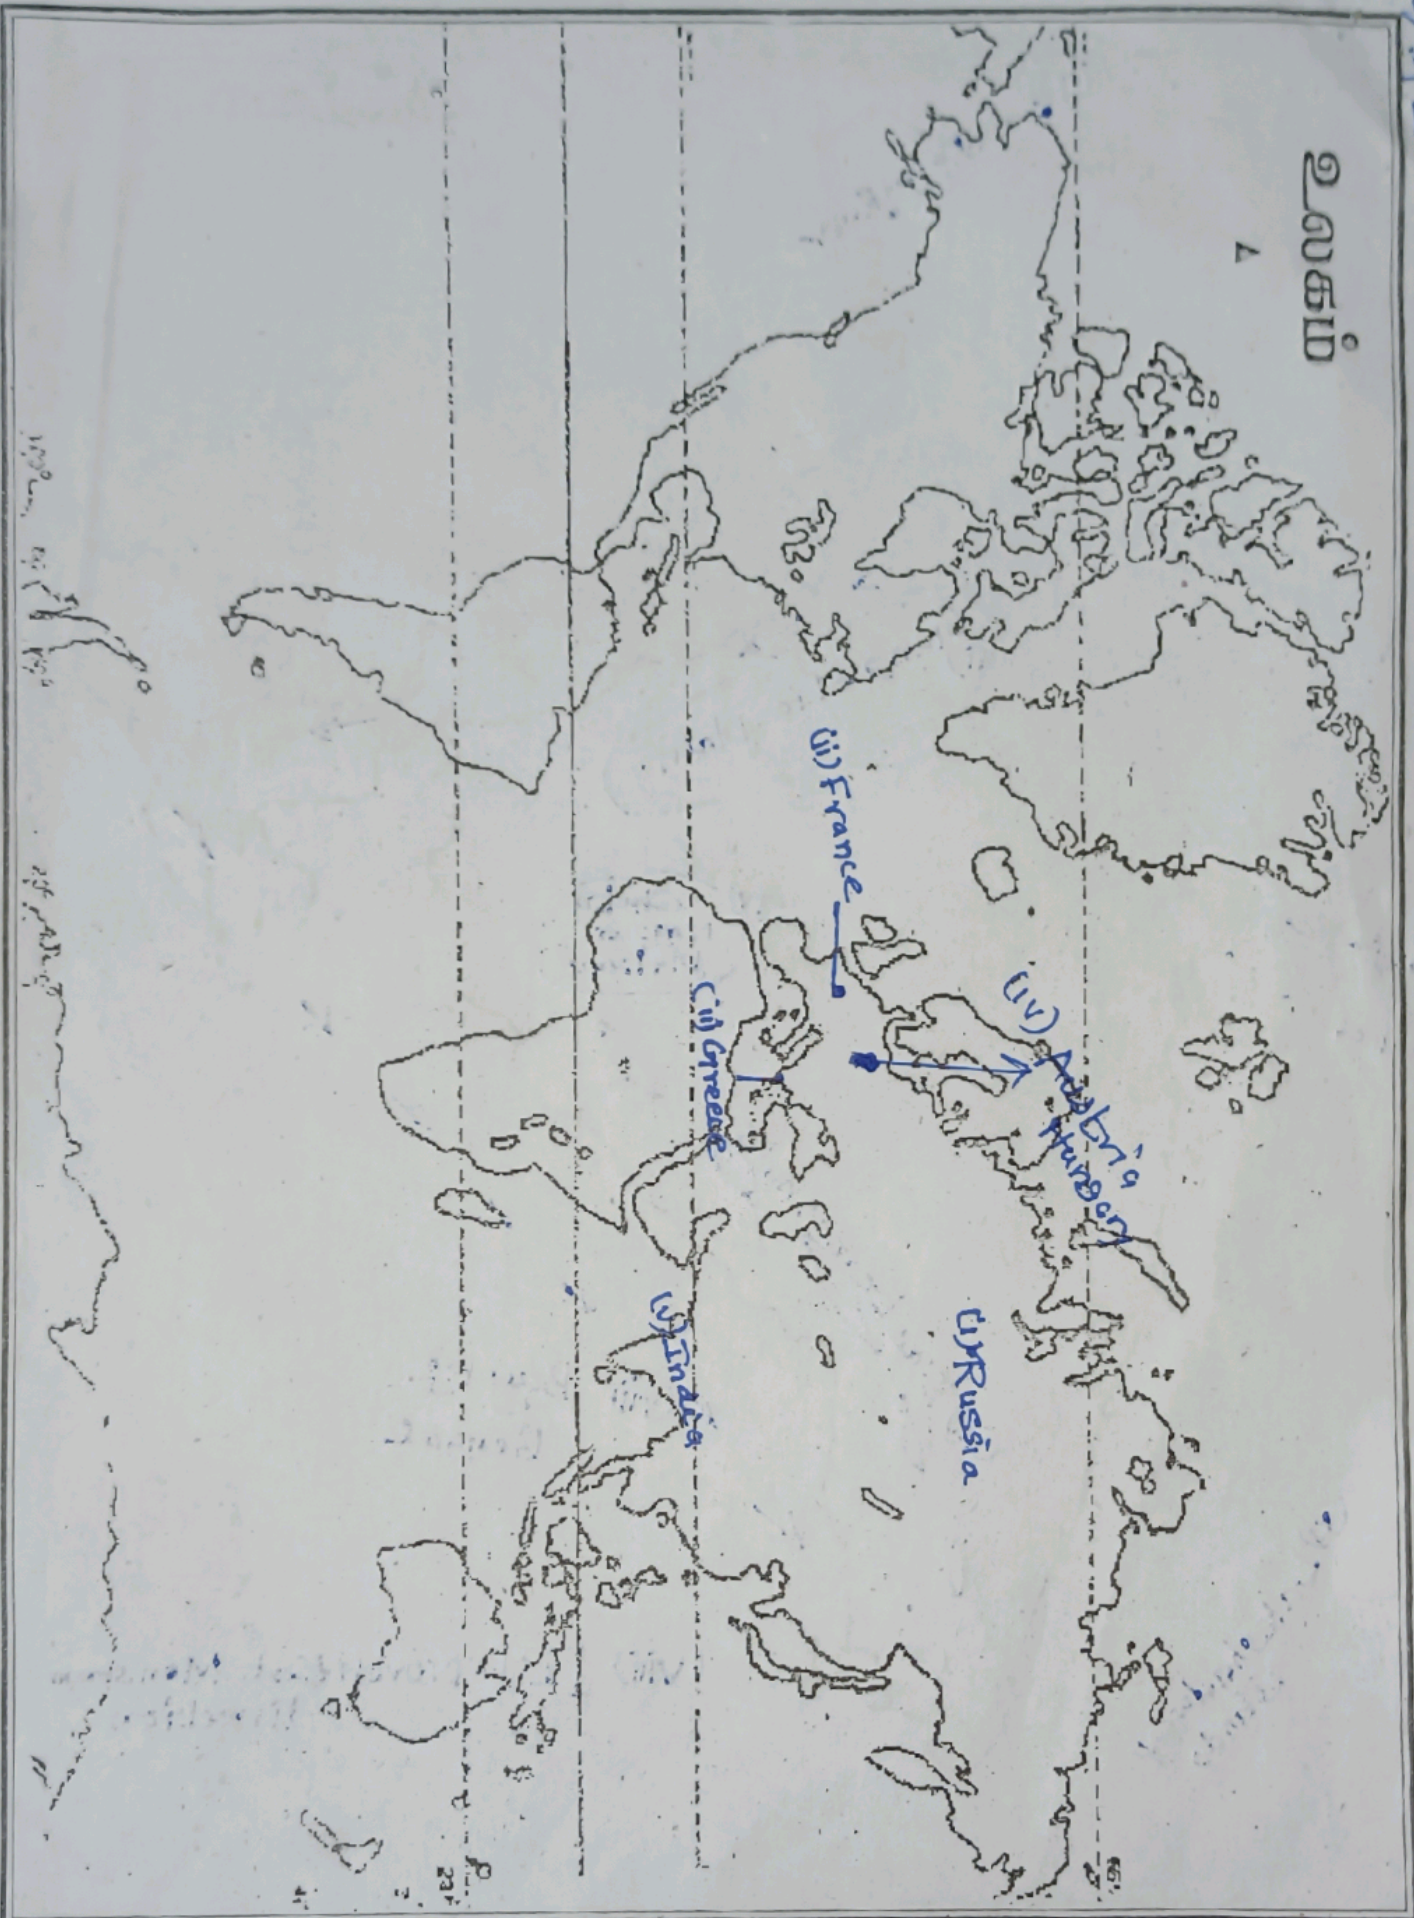 உலகம்
(iv) Austria
Hungary
(ii) France
(i) Russia
(iii) Greece
(v) India